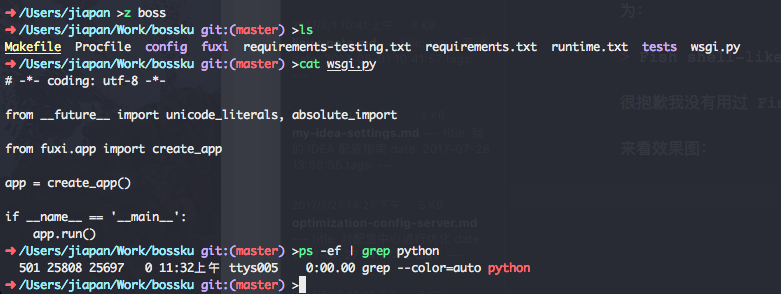 ➜ /Users/jiapan >z boss
➜ /Users/jiapan/Work/bossku git:(master) >ls
Makefile Procfile config fuxi requirements-testing.txt requirements.txt runtime.txt tests wsgi.py
➜ /Users/jiapan/Work/bossku git:(master) >cat wsgi.py
# -*- coding: utf-8 -*-
from __future__ import unicode_literals, absolute_import
from fuxi.app import create_app
app = create_app()
if __name__ == '__main__':
    app.run()
➜ /Users/jiapan/Work/bossku git:(master) >ps -ef | grep python
  501 25808 25697   0 11:32上午 ttys005    0:00.00 grep --color=auto python
➜ /Users/jiapan/Work/bossku git:(master) >
为:
> Fish shell-like
很抱歉我没有用过 Fi
来看效果图:
my-idea-settings.md
optimization-config-server.md